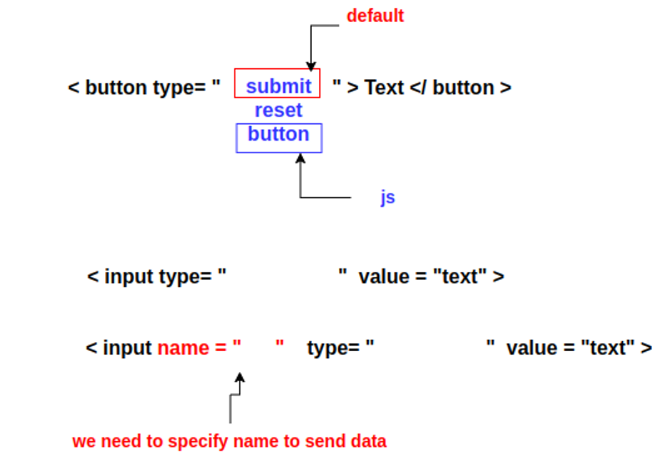 default
< button type= " submit " > Text </ button >
reset
button
js
< input type= " " value = "text" >
< input name = " " type= " " value = "text" >
we need to specify name to send data